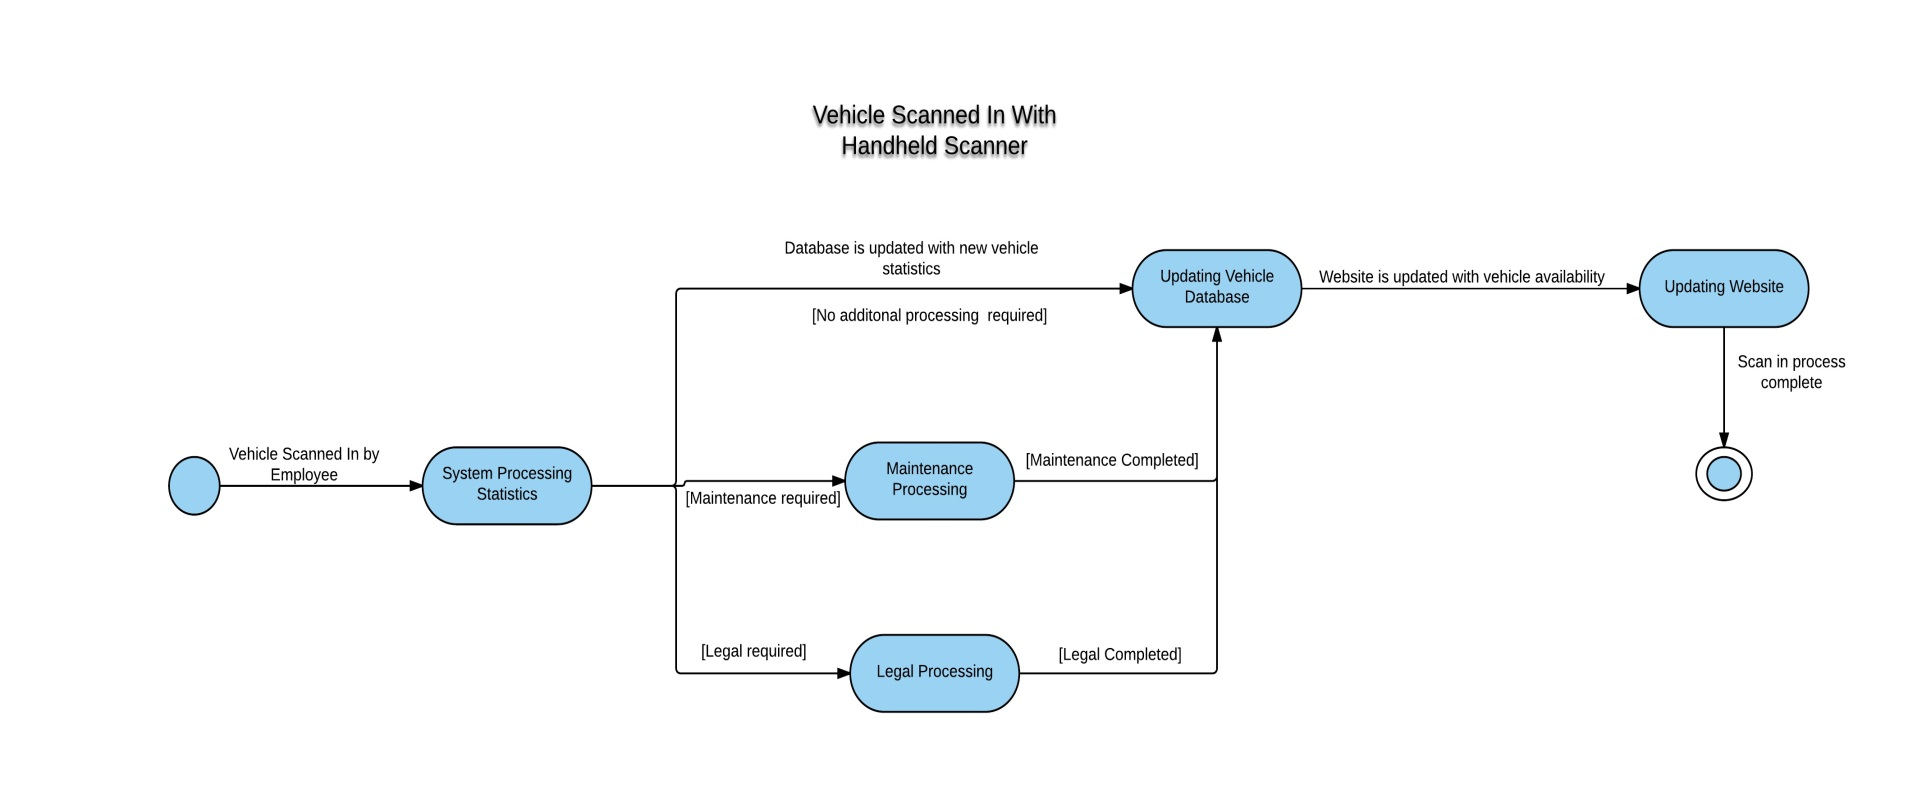 Vehicle Scanned In With
Handheld Scanner
Database is updated with new vehicle
statistics
[No additonal processing  required]
Updating Vehicle
Database
Website is updated with vehicle availability
Updating Website
Scan in process
complete
Vehicle Scanned In by
Employee
System Processing
Statistics
[Maintenance required]
Maintenance
Processing
[Maintenance Completed]
[Legal required]
Legal Processing
[Legal Completed]